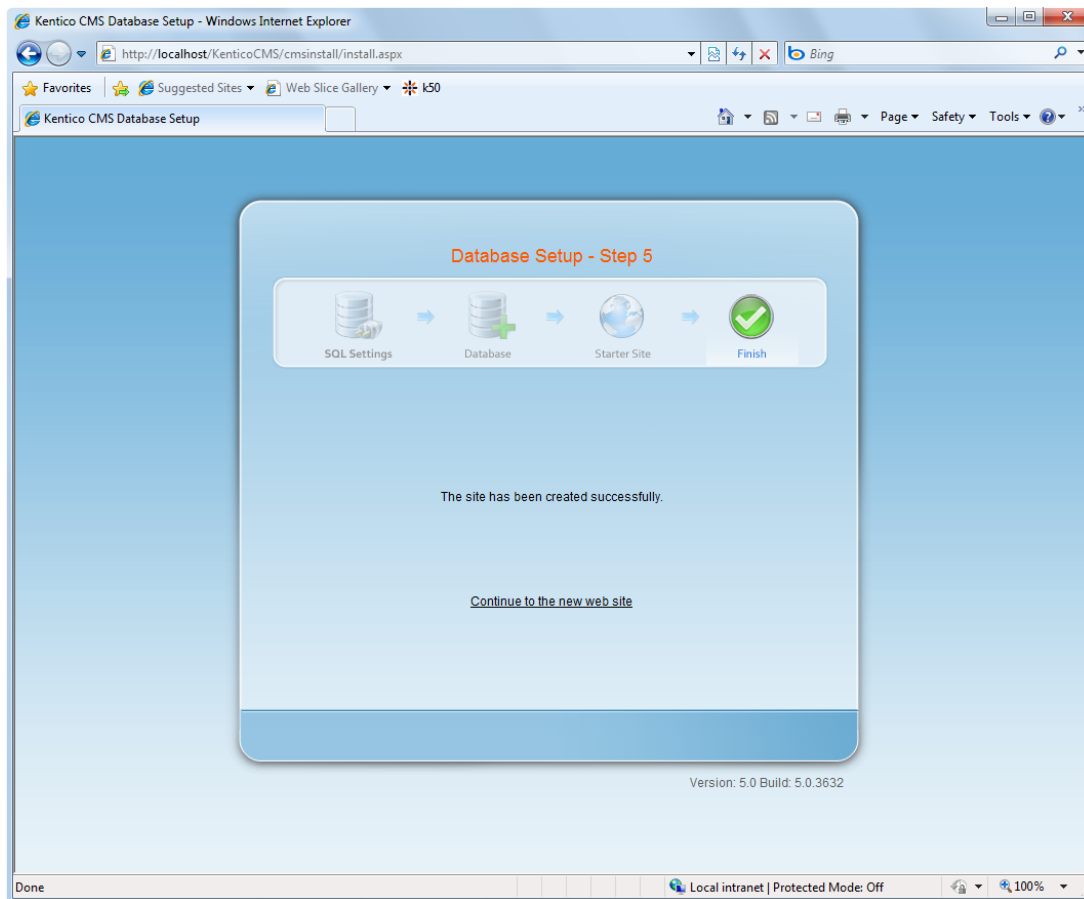 Kentico CMS Database Setup - Windows Internet Explorer
http://localhost/KenticoCMS/cmsinstall/install.aspx
Bing
Favorites Suggested Sites Web Slice Gallery k50
Kentico CMS Database Setup
Page Safety Tools
Database Setup - Step 5
SQL Settings Database Starter Site Finish
The site has been created successfully.
Continue to the new web site
Version: 5.0 Build: 5.0.3632
Done Local intranet | Protected Mode: Off 100%